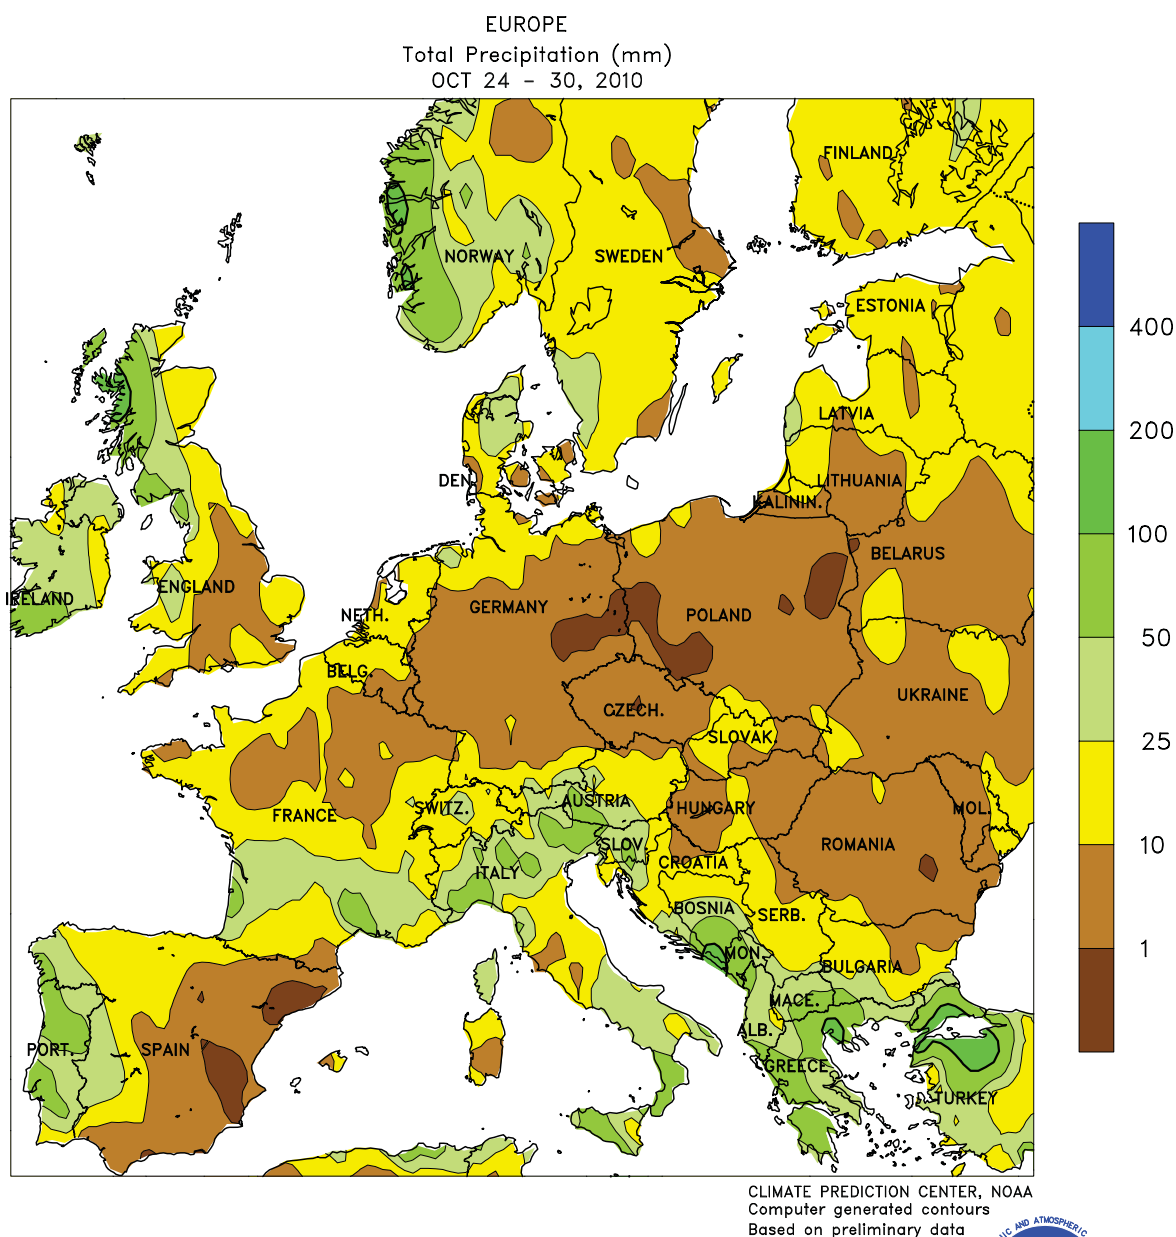 EUROPE
Total Precipitation (mm)
OCT 24 - 30, 2010
FINLAND
NORWAY
SWEDEN
ESTONIA
400
LATVIA
200
DEN.
LITHUANIA
KALININ.
100
BELARUS
ENGLAND
IRELAND
GERMANY
NETH.
POLAND
50
BELG.
UKRAINE
CZECH.
SLOVAK.
25
AUSTRIA
SWITZ.
HUNGARY
MOL.
FRANCE
SLOV.
ROMANIA
10
CROATIA
ITALY
BOSNIA
SERB.
MON.
1
BULGARIA
MACE.
ALB.
PORT.
SPAIN
GREECE
TURKEY
CLIMATE PREDICTION CENTER, NOAA
Computer generated contours
Based on preliminary data
AND ATMOSPHERIC